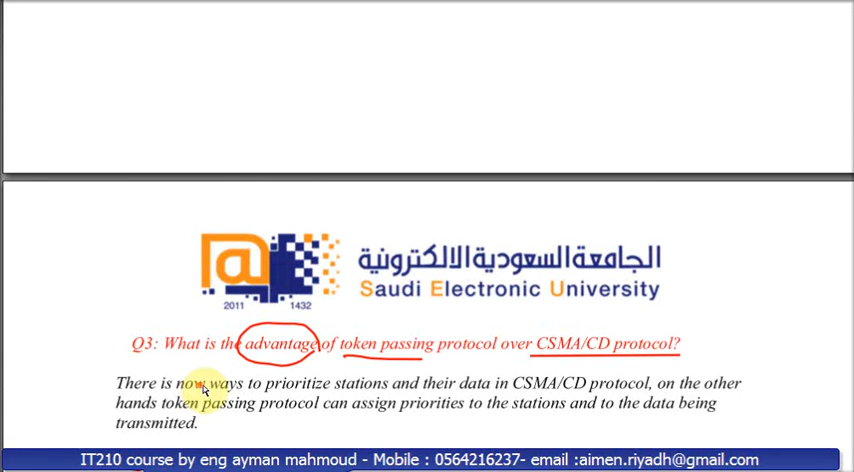 الجامعة السعودية الالكترونية
Saudi Electronic University
2011 1432
Q3: What is the advantage of token passing protocol over CSMA/CD protocol?
There is now ways to prioritize stations and their data in CSMA/CD protocol, on the other
hands token passing protocol can assign priorities to the stations and to the data being
transmitted.
IT210 course by eng ayman mahmoud - Mobile : 0564216237- email :aimen.riyadh@gmail.com